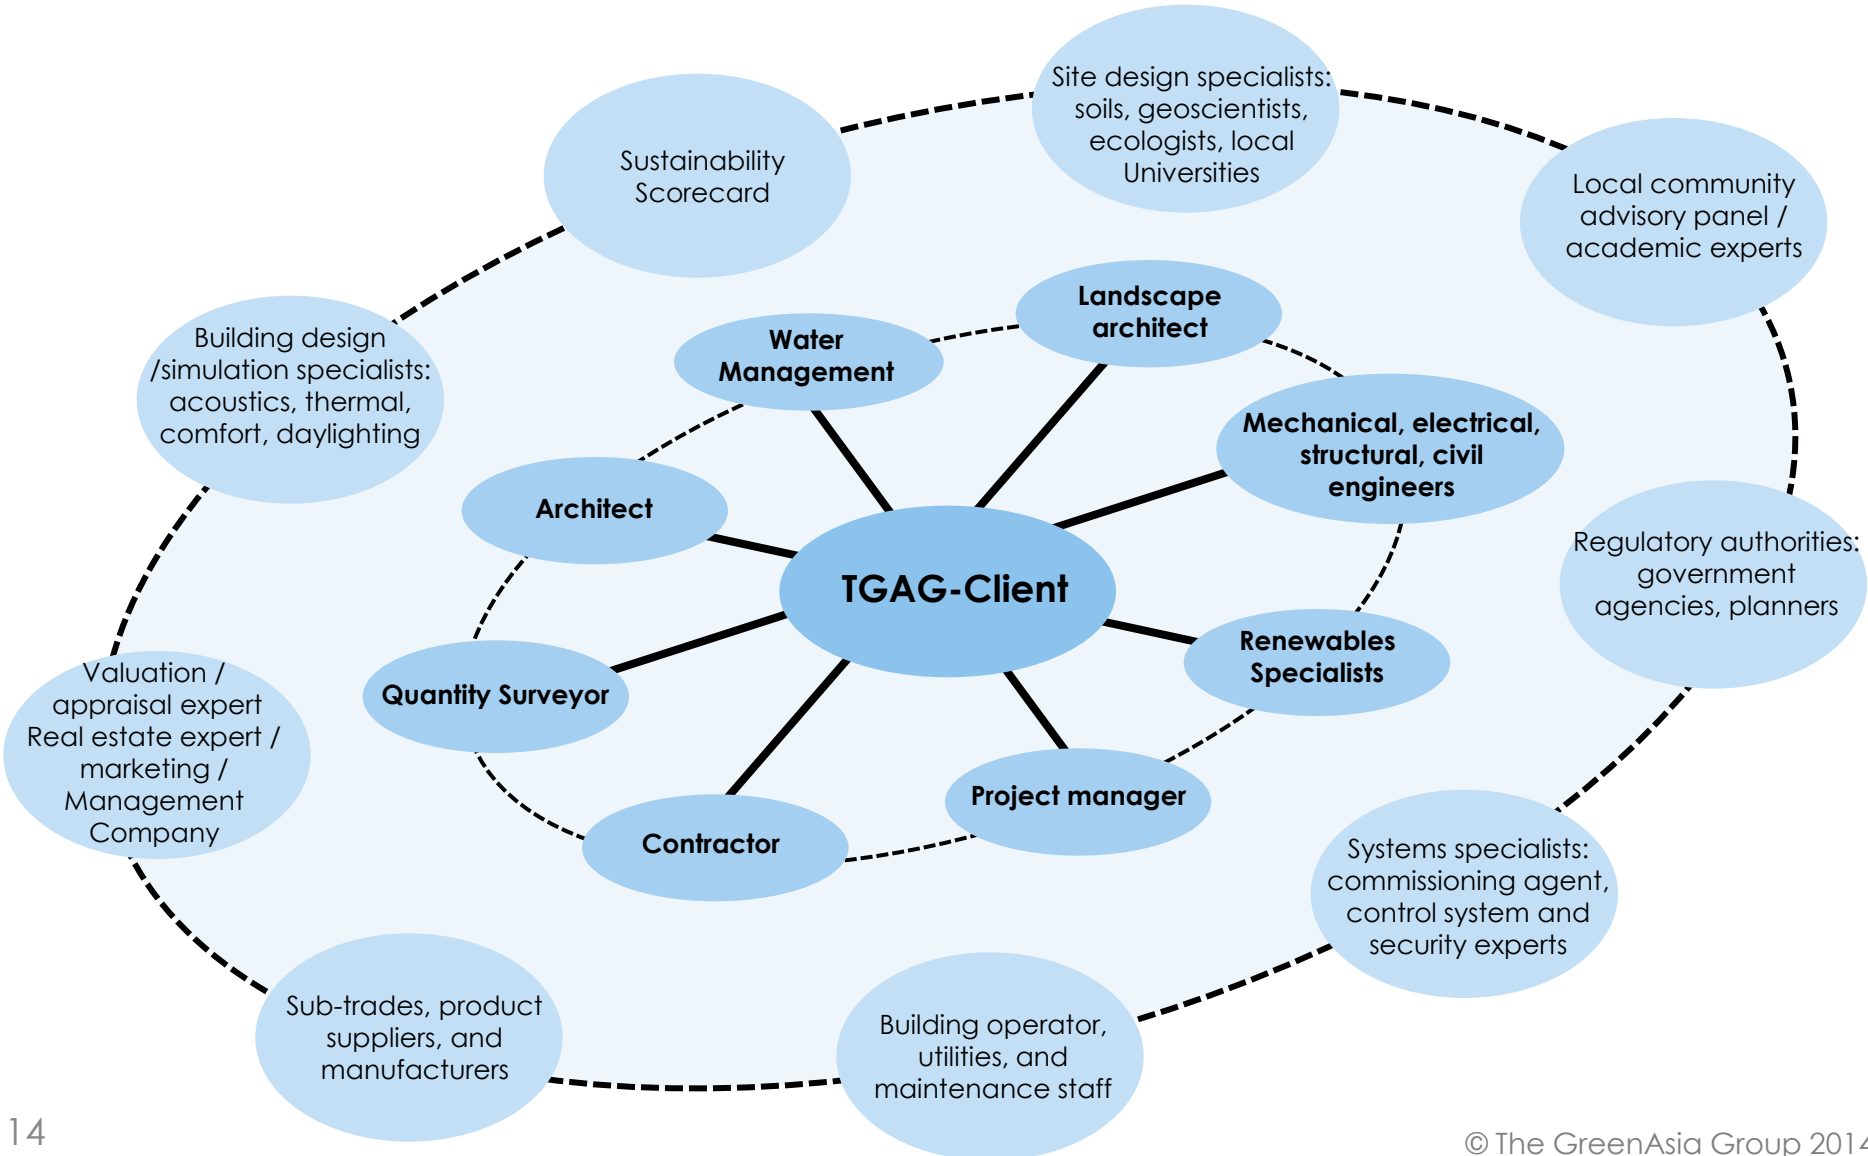 Site design specialists:
soils, geoscientists,
ecologists, local
Universities
Sustainability
Scorecard
Local community
advisory panel /
academic experts
Landscape
architect
Water
Management
Building design
/simulation specialists:
acoustics, thermal,
comfort, daylighting
Mechanical, electrical,
structural, civil
engineers
Architect
Regulatory authorities:
government
agencies, planners
TGAG-Client
Renewables
Specialists
Quantity Surveyor
Valuation /
appraisal expert
Real estate expert /
marketing /
Management
Company
Project manager
Contractor
Systems specialists:
commissioning agent,
control system and
security experts
Sub-trades, product
suppliers, and
manufacturers
Building operator,
utilities, and
maintenance staff
14
© The GreenAsia Group 2014